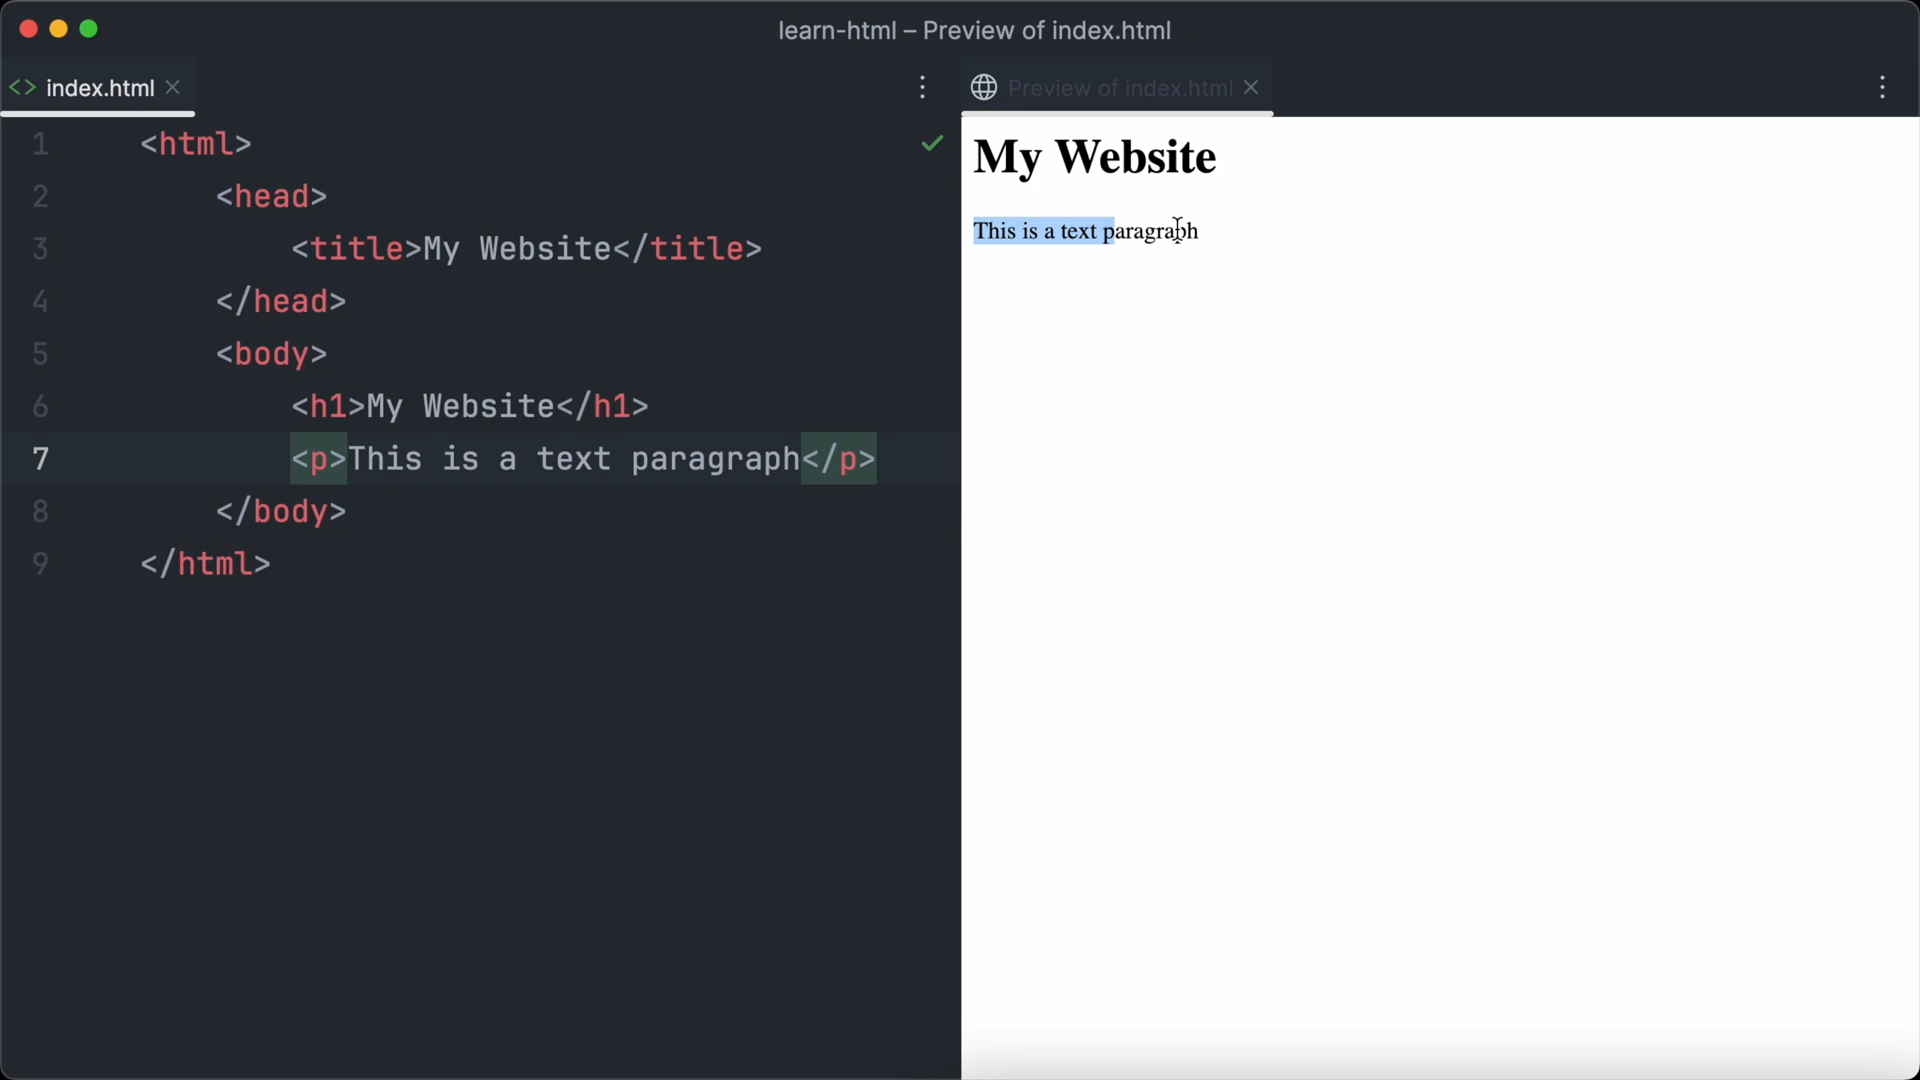 learn-html – Preview of index.html
<> index.html
Preview of index.html
1 <html>
2 <head>
3 <title>My Website</title>
4 </head>
5 <body>
6 <h1>My Website</h1>
7 <p>This is a text paragraph</p>
8 </body>
9 </html>
My Website
This is a text paragraph